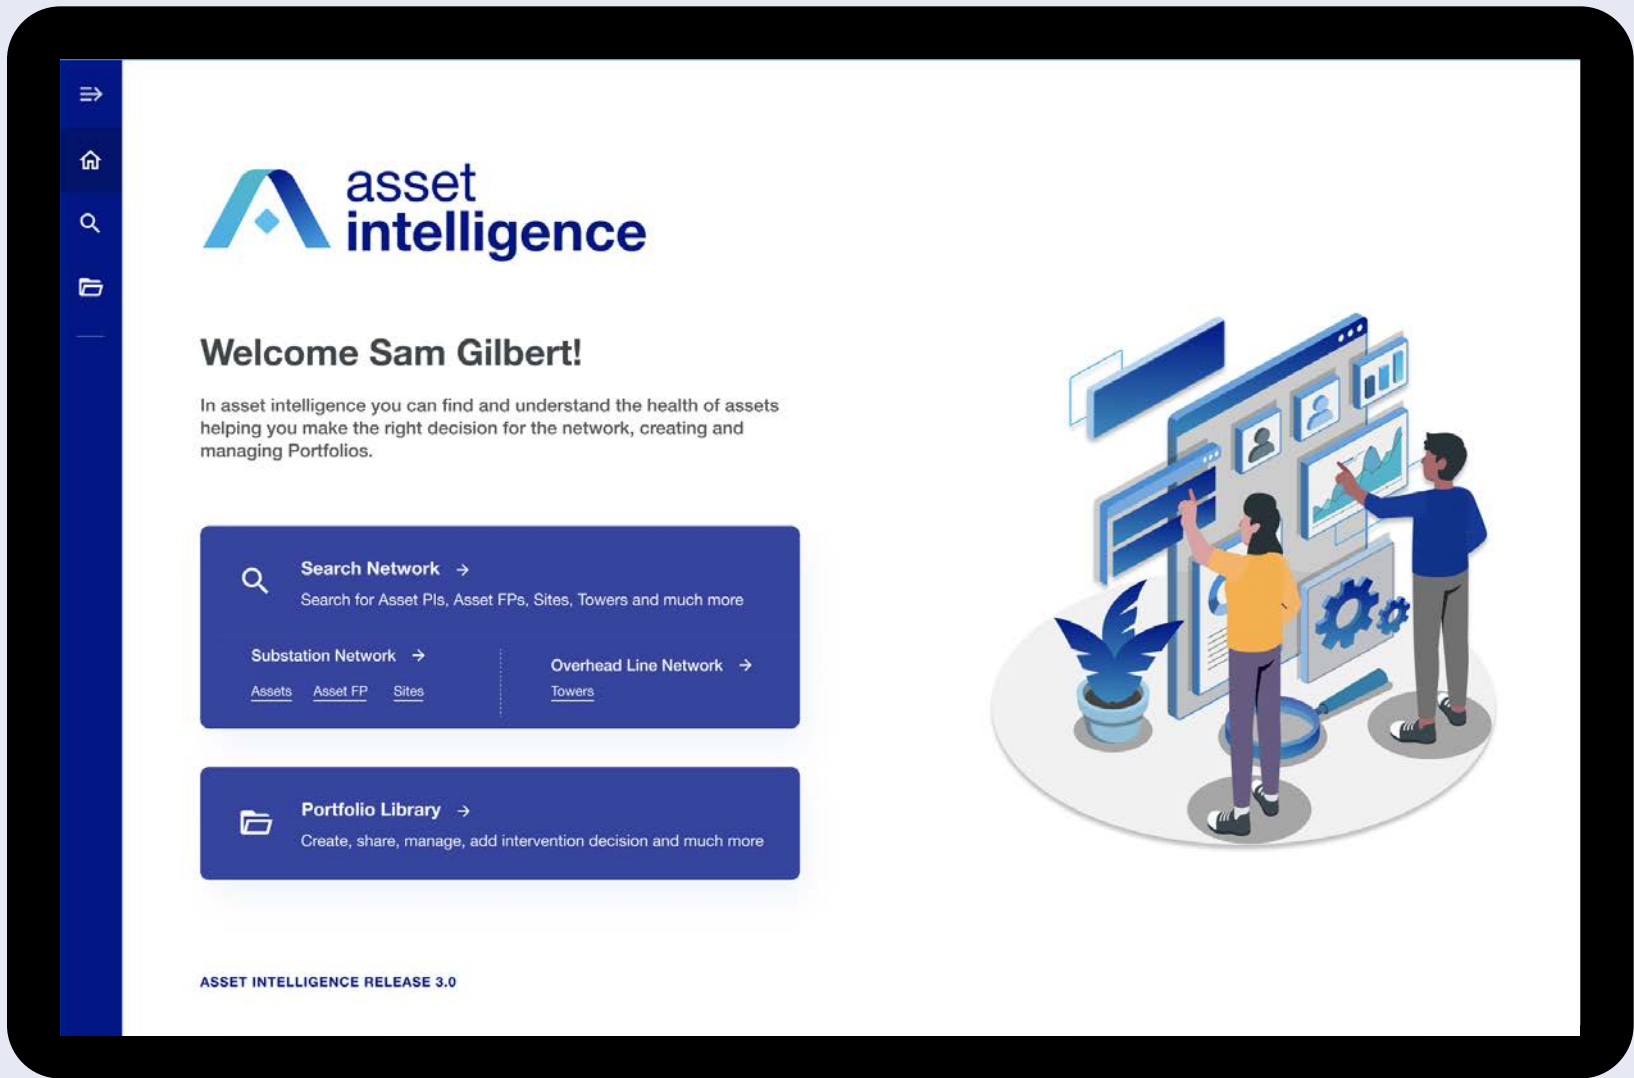 asset
intelligence
Welcome Sam Gilbert!
In asset intelligence you can find and understand the health of assets
helping you make the right decision for the network, creating and
managing Portfolios.
Search Network
Search for Asset PIs, Asset FPs, Sites, Towers and much more
Substation Network
Assets Asset FP Sites
Overhead Line Network
Towers
Portfolio Library
Create, share, manage, add intervention decision and much more
ASSET INTELLIGENCE RELEASE 3.0